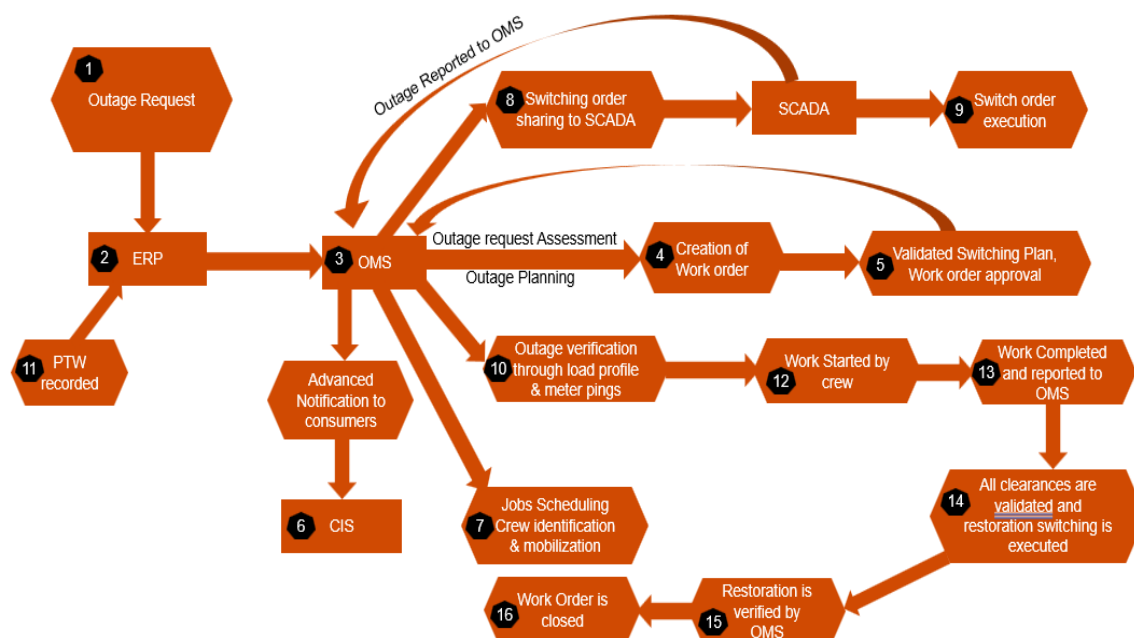 1
Outage Request
2
ERP
11
PTW
recorded
3
OMS
Outage Reported to OMS
8
Switching order
sharing to SCADA
SCADA
9
Switch order
execution
Outage request Assessment
Outage Planning
4
Creation of
Work order
5
Validated Switching Plan,
Work order approval
Advanced
Notification to
consumers
6
CIS
7
Jobs Scheduling
Crew identification
& mobilization
10
Outage verification
through load profile
& meter pings
12
Work Started by
crew
13
Work Completed
and reported to
OMS
14
All clearances are
validated and
restoration switching is
executed
15
Restoration is
verified by
OMS
16
Work Order is
closed